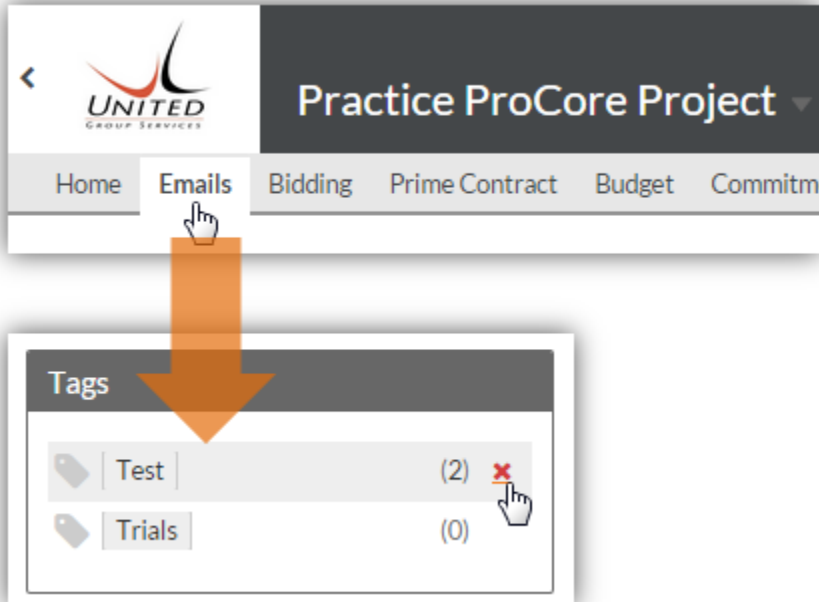 UNITED
GROUP SERVICES
Practice ProCore Project
Home Emails Bidding Prime Contract Budget Commitm
Tags
Test (2)
Trials (0)